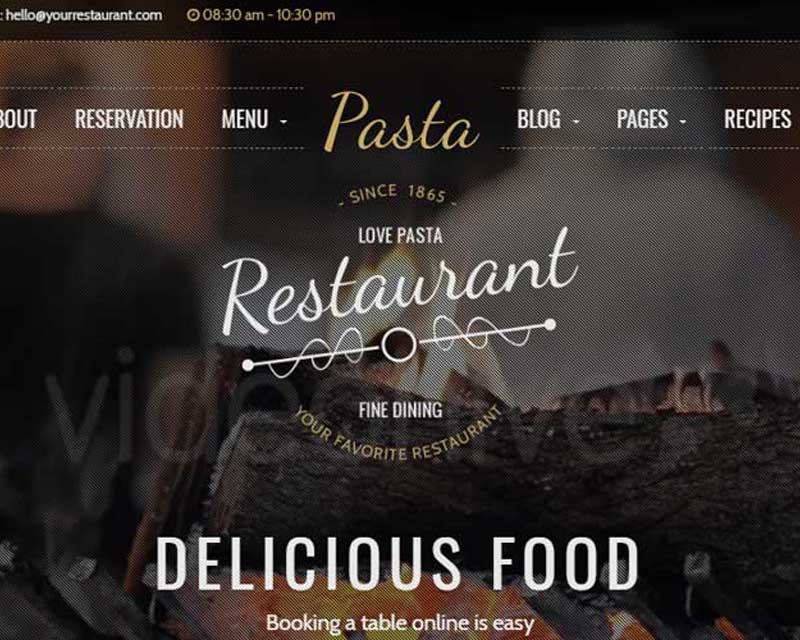 : hello@yourrestaurant.com 08:30 am - 10:30 pm
BOUT RESERVATION MENU Pasta BLOG PAGES RECIPES
- SINCE 1865 -
LOVE PASTA
Restaurant
FINE DINING
YOUR FAVORITE RESTAURANT
videohive
DELICIOUS FOOD
Booking a table online is easy